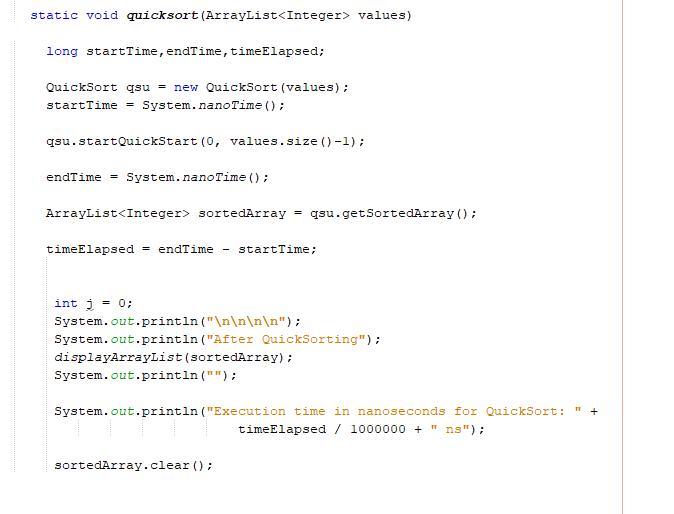 static void quicksort(ArrayList<Integer> values)
long startTime,endTime,timeElapsed;
QuickSort qsu = new QuickSort(values);
startTime = System.nanoTime();
qsu.startQuickStart(0, values.size()-1);
endTime = System.nanoTime();
ArrayList<Integer> sortedArray = qsu.getSortedArray();
timeElapsed = endTime - startTime;
int j = 0;
System.out.println("\n\n\n\n");
System.out.println("After QuickSorting");
displayArrayList(sortedArray);
System.out.println("");
System.out.println("Execution time in nanoseconds for QuickSort: " +
timeElapsed / 1000000 + " ns");
sortedArray.clear();